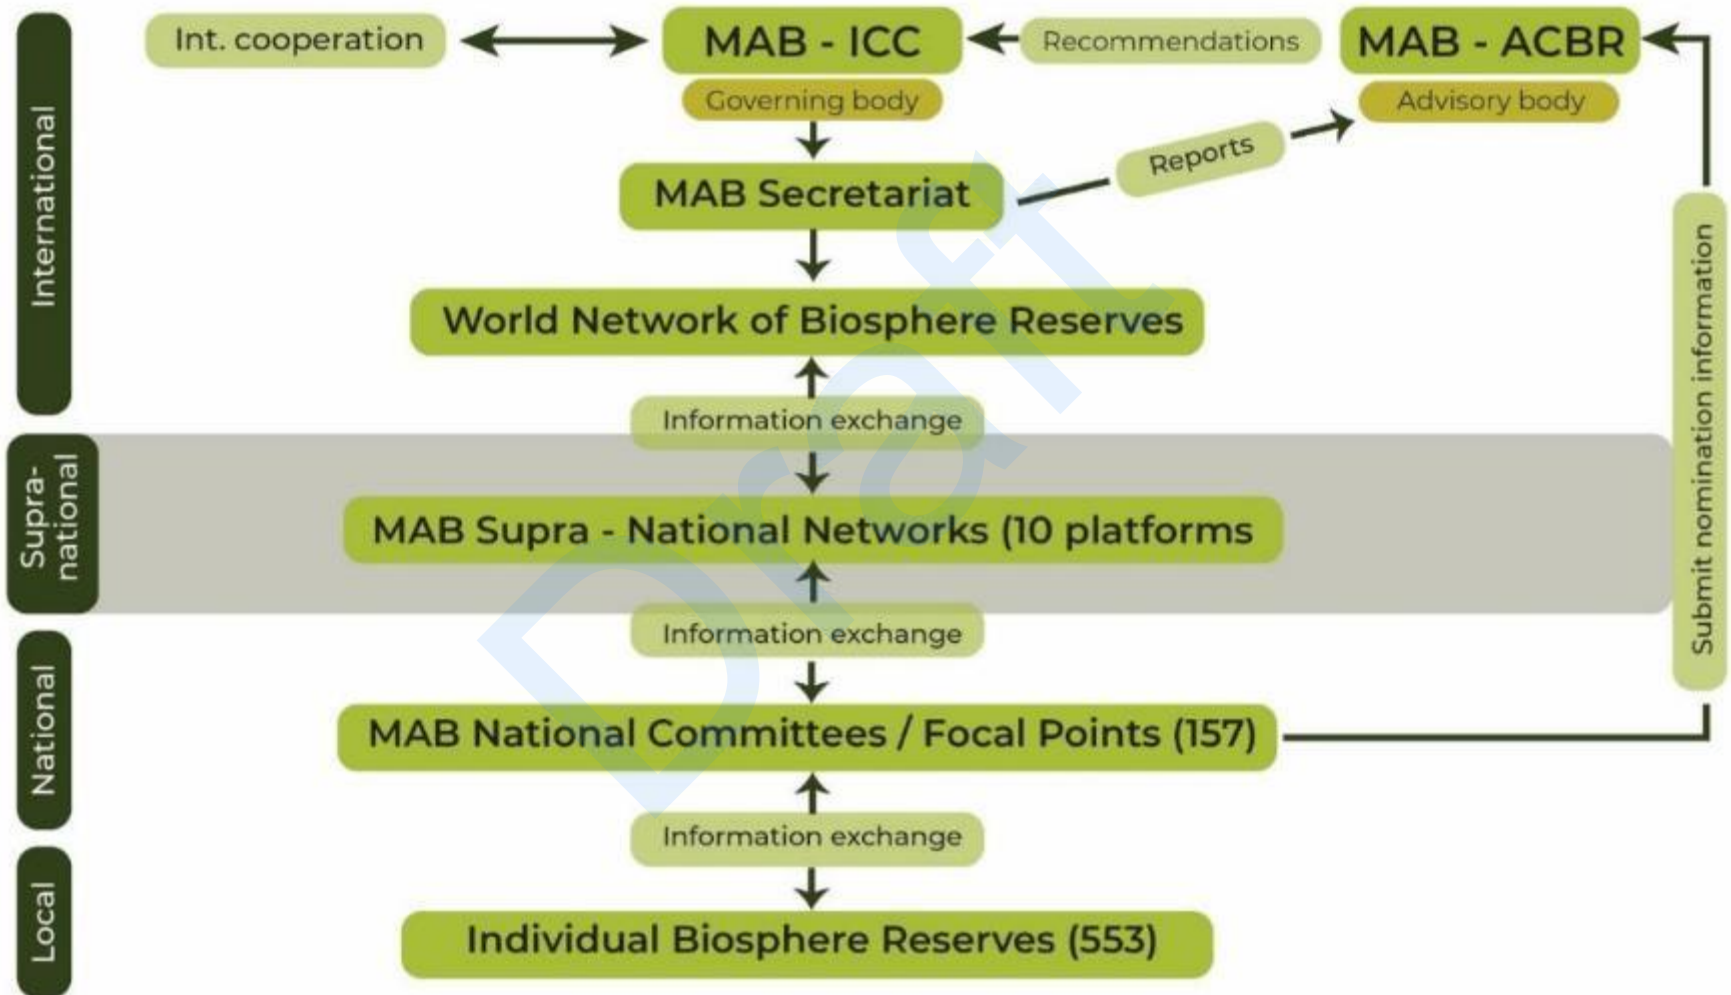 Int. cooperation
MAB - ICC
Recommendations
MAB - ACBR
Governing body
Advisory body
Reports
MAB Secretariat
International
World Network of Biosphere Reserves
Submit nomination information
Information exchange
Supra-
national
MAB Supra - National Networks (10 platforms
Information exchange
National
MAB National Committees / Focal Points (157)
Information exchange
Local
Individual Biosphere Reserves (553)
Draft